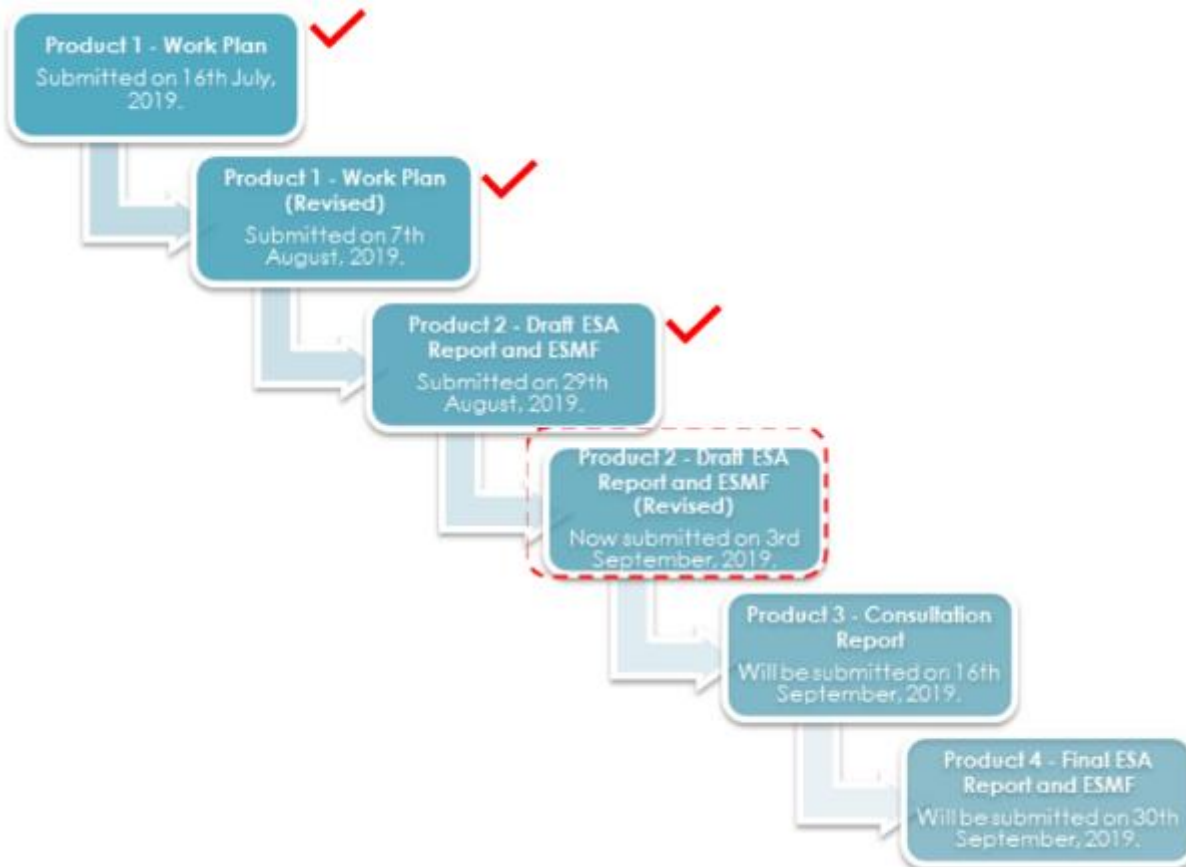 Product 1 - Work Plan
Submitted on 16th July,
2019.
Product 1 - Work Plan
(Revised)
Submitted on 7th
August, 2019.
Product 2 - Draft ESA
Report and ESMF
Submitted on 29th
August, 2019.
Product 2 - Draft ESA
Report and ESMF
(Revised)
Now submitted on 3rd
September, 2019.
Product 3 - Consultation
Report
Will be submitted on 16th
September, 2019.
Product 4 - Final ESA
Report and ESMF
Will be submitted on 30th
September, 2019.